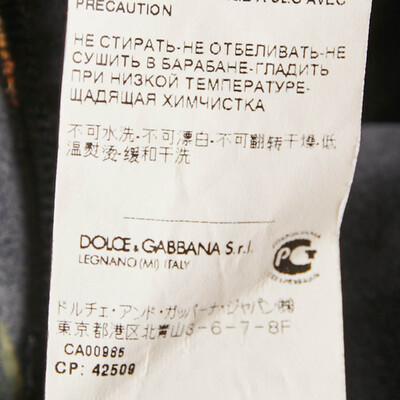 PRECAUTION
НЕ СТИРАТЬ-НЕ ОТБЕЛИВАТЬ-НЕ
СУШИТЬ В БАРАБАНЕ-ГЛАДИТЬ
ПРИ НИЗКОЙ ТЕМПЕРАТУРЕ-
ЩАДЯЩАЯ ХИМЧИСТКА
不可水洗-不可漂白-不可翻转干燥-低
温熨烫-缓和干洗
DOLCE & GABBANA S.r.l.
LEGNANO (MI) ITALY
ドルチェ・アンド・ガッバーナ・ジャパン㈱
東京都港区北青山3-6-7-8F
CA00985
CP: 42509